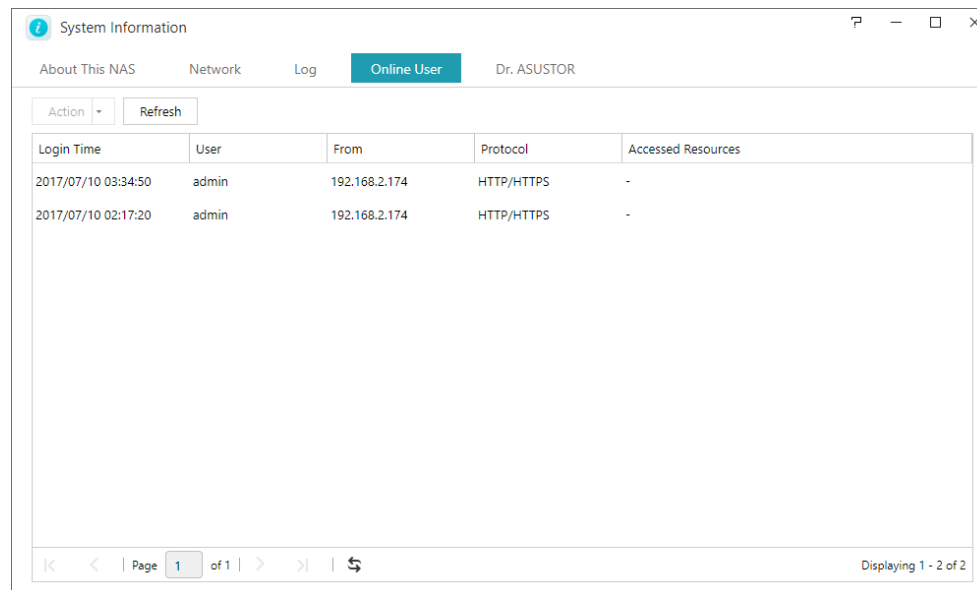 System Information
About This NAS Network Log Online User Dr. ASUSTOR
Action Refresh
Login Time User From Protocol Accessed Resources
2017/07/10 03:34:50 admin 192.168.2.174 HTTP/HTTPS -
2017/07/10 02:17:20 admin 192.168.2.174 HTTP/HTTPS -
Page 1 of 1 Displaying 1 - 2 of 2